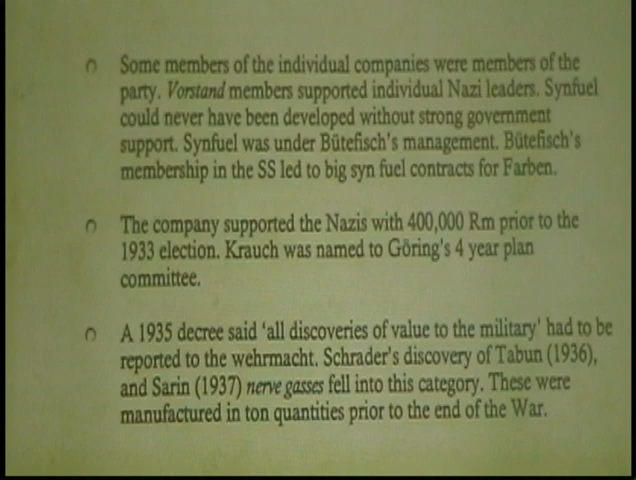 Some members of the individual companies were members of the
party. Vorstand members supported individual Nazi leaders. Synfuel
could never have been developed without strong government
support. Synfuel was under Bütefisch's management. Bütefisch's
membership in the SS led to big syn fuel contracts for Farben.
The company supported the Nazis with 400,000 Rm prior to the
1933 election. Krauch was named to Göring's 4 year plan
committee.
A 1935 decree said 'all discoveries of value to the military' had to be
reported to the wehrmacht. Schrader's discovery of Tabun (1936),
and Sarin (1937) nerve gasses fell into this category. These were
manufactured in ton quantities prior to the end of the War.